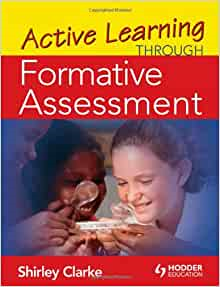 Active Learning
THROUGH
Formative
Assessment
Shirley Clarke
HODDER
EDUCATION